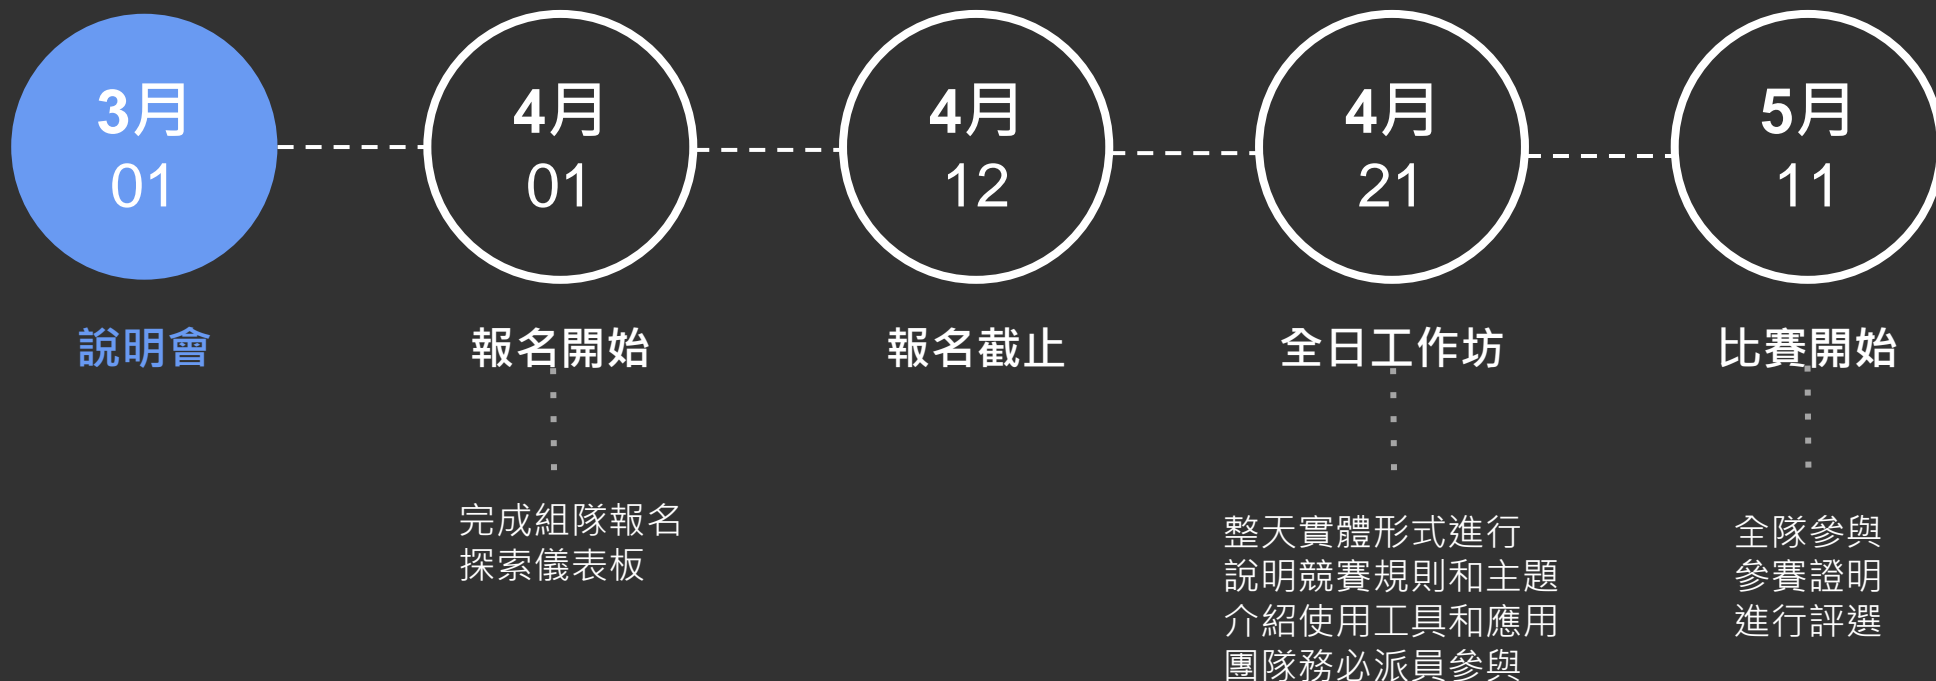 3月
01
說明會
4月
01
報名開始
完成組隊報名
探索儀表板
4月
12
報名截止
4月
21
全日工作坊
整天實體形式進行
說明競賽規則和主題
介紹使用工具和應用
團隊務必派員參與
5月
11
比賽開始
全隊參與
參賽證明
進行評選